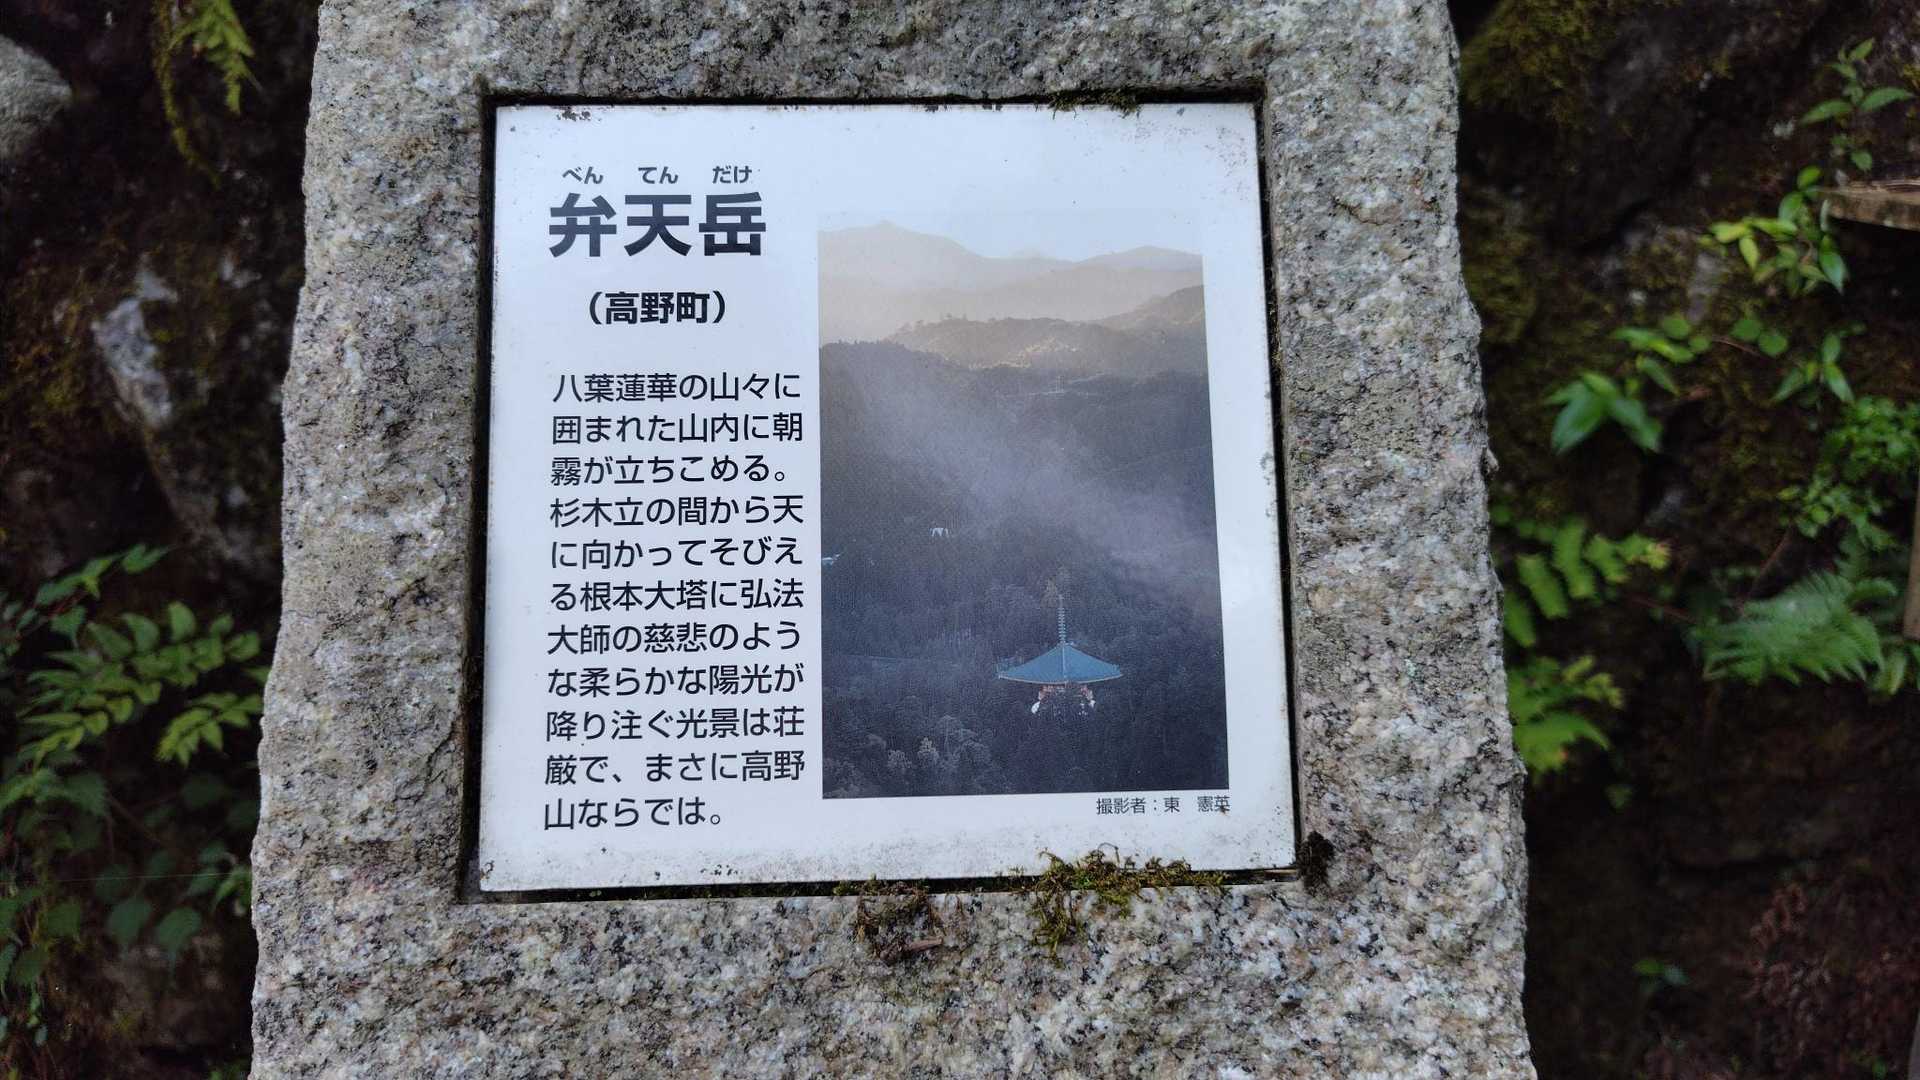 べん てん だけ
弁天岳
（高野町）
八葉蓮華の山々に
囲まれた山内に朝
霧が立ちこめる。
杉木立の間から天
に向かってそびえ
る根本大塔に弘法
大師の慈悲のよう
な柔らかな陽光が
降り注ぐ光景は荘
厳で、まさに高野
山ならでは。
撮影者：東　憲英